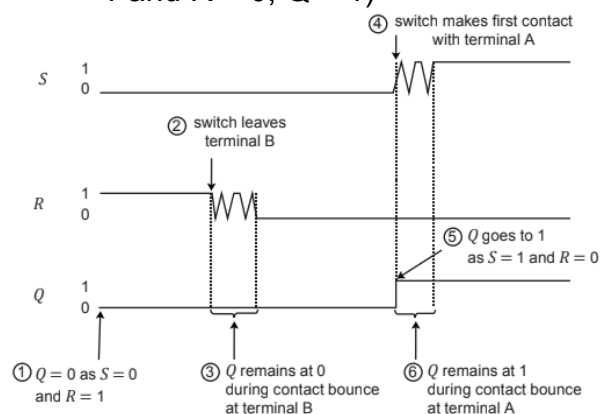 ④ switch makes first contact
with terminal A
S 1
0
② switch leaves
terminal B
R 1
0
⑤ Q goes to 1
as S = 1 and R = 0
Q 1
0
① Q = 0 as S = 0
and R = 1
③ Q remains at 0
during contact bounce
at terminal B
⑥ Q remains at 1
during contact bounce
at terminal A